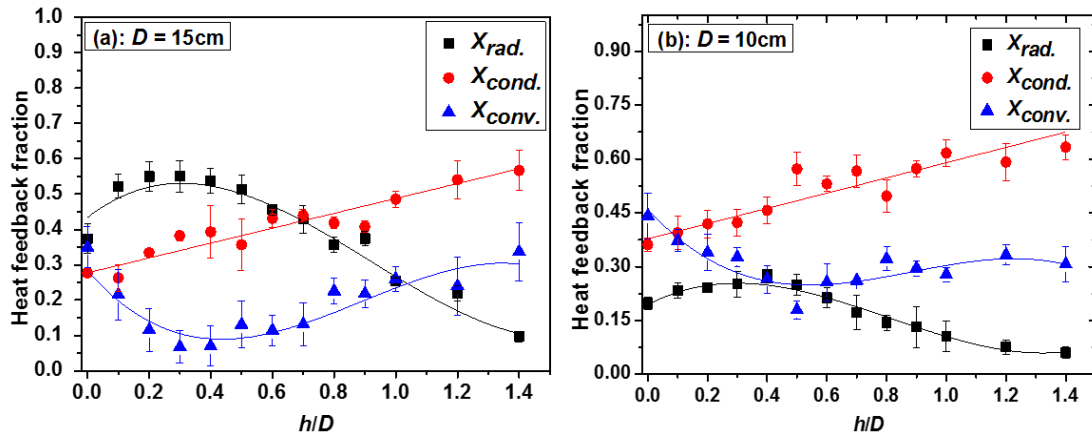 (a): D = 15cm
Xrad.
Xcond.
Xconv.
Heat feedback fraction
1.0
0.9
0.8
0.7
0.6
0.5
0.4
0.3
0.2
0.1
0.0
0.0 0.2 0.4 0.6 0.8 1.0 1.2 1.4
h/D
(b): D = 10cm
Xrad.
Xcond.
Xconv.
Heat feedback fraction
0.90
0.75
0.60
0.45
0.30
0.15
0.00
0.0 0.2 0.4 0.6 0.8 1.0 1.2 1.4
h/D